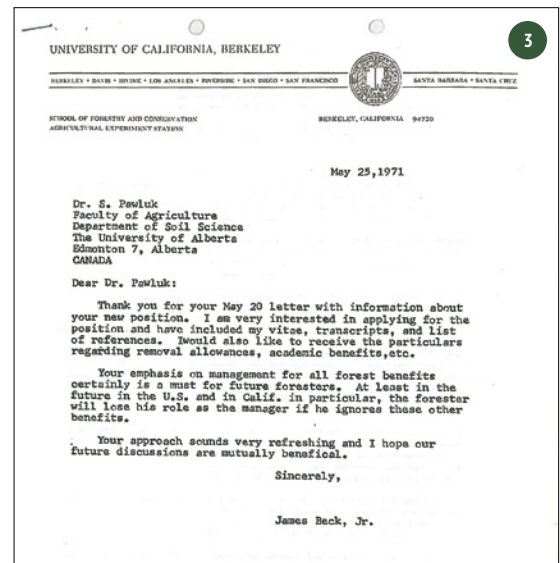 3
UNIVERSITY OF CALIFORNIA, BERKELEY
BERKELEY • DAVIS • IRVINE • LOS ANGELES • RIVERSIDE • SAN DIEGO • SAN FRANCISCO
SANTA BARBARA • SANTA CRUZ
SCHOOL OF FORESTRY AND CONSERVATION
AGRICULTURAL EXPERIMENT STATION
BERKELEY, CALIFORNIA 94720
May 25,1971
Dr. S. Pawluk
Faculty of Agriculture
Department of Soil Science
The University of Alberta
Edmonton 7, Alberta
CANADA
Dear Dr. Pawluk:
Thank you for your May 20 letter with information about
your new position. I am very interested in applying for the
position and have included my vitae, transcripts, and list
of references. Iwould also like to receive the particulars
regarding removal allowances, academic benefits,etc.
Your emphasis on management for all forest benefits
certainly is a must for future foresters. At least in the
future in the U.S. and in Calif. in particular, the forester
will lose his role as the manager if he ignores these other
benefits.
Your approach sounds very refreshing and I hope our
future discussions are mutually benefical.
Sincerely,
James Beck, Jr.